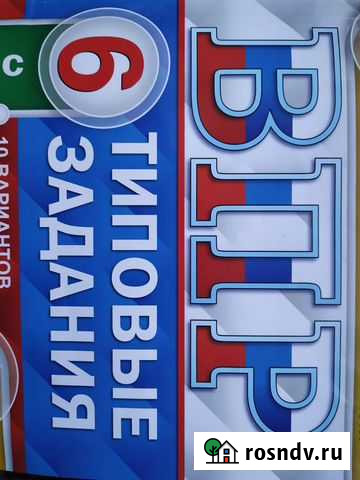 ВПР
6
С
ТИПОВЫЕ
ЗАДАНИЯ
10 ВАРИАНТОВ
rosndv.ru